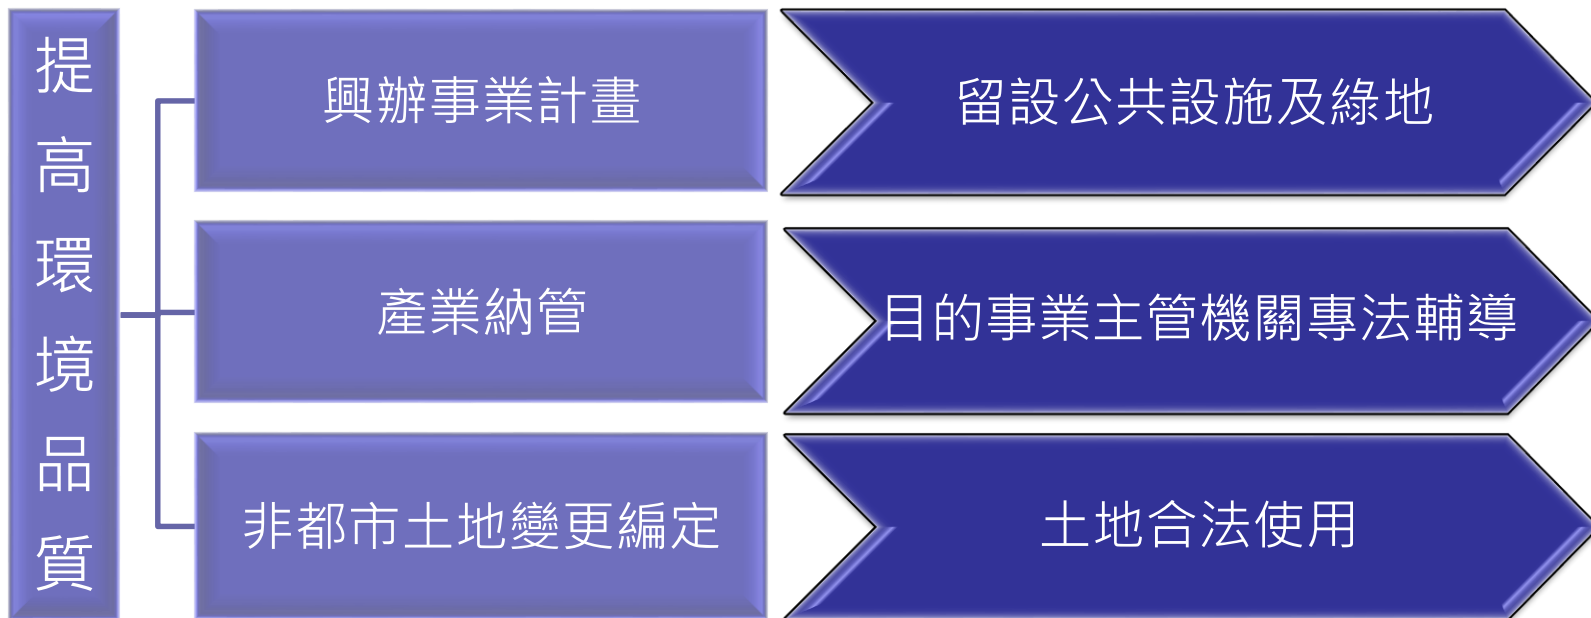 提高環境品質
興辦事業計畫
留設公共設施及綠地
產業納管
目的事業主管機關專法輔導
非都市土地變更編定
土地合法使用